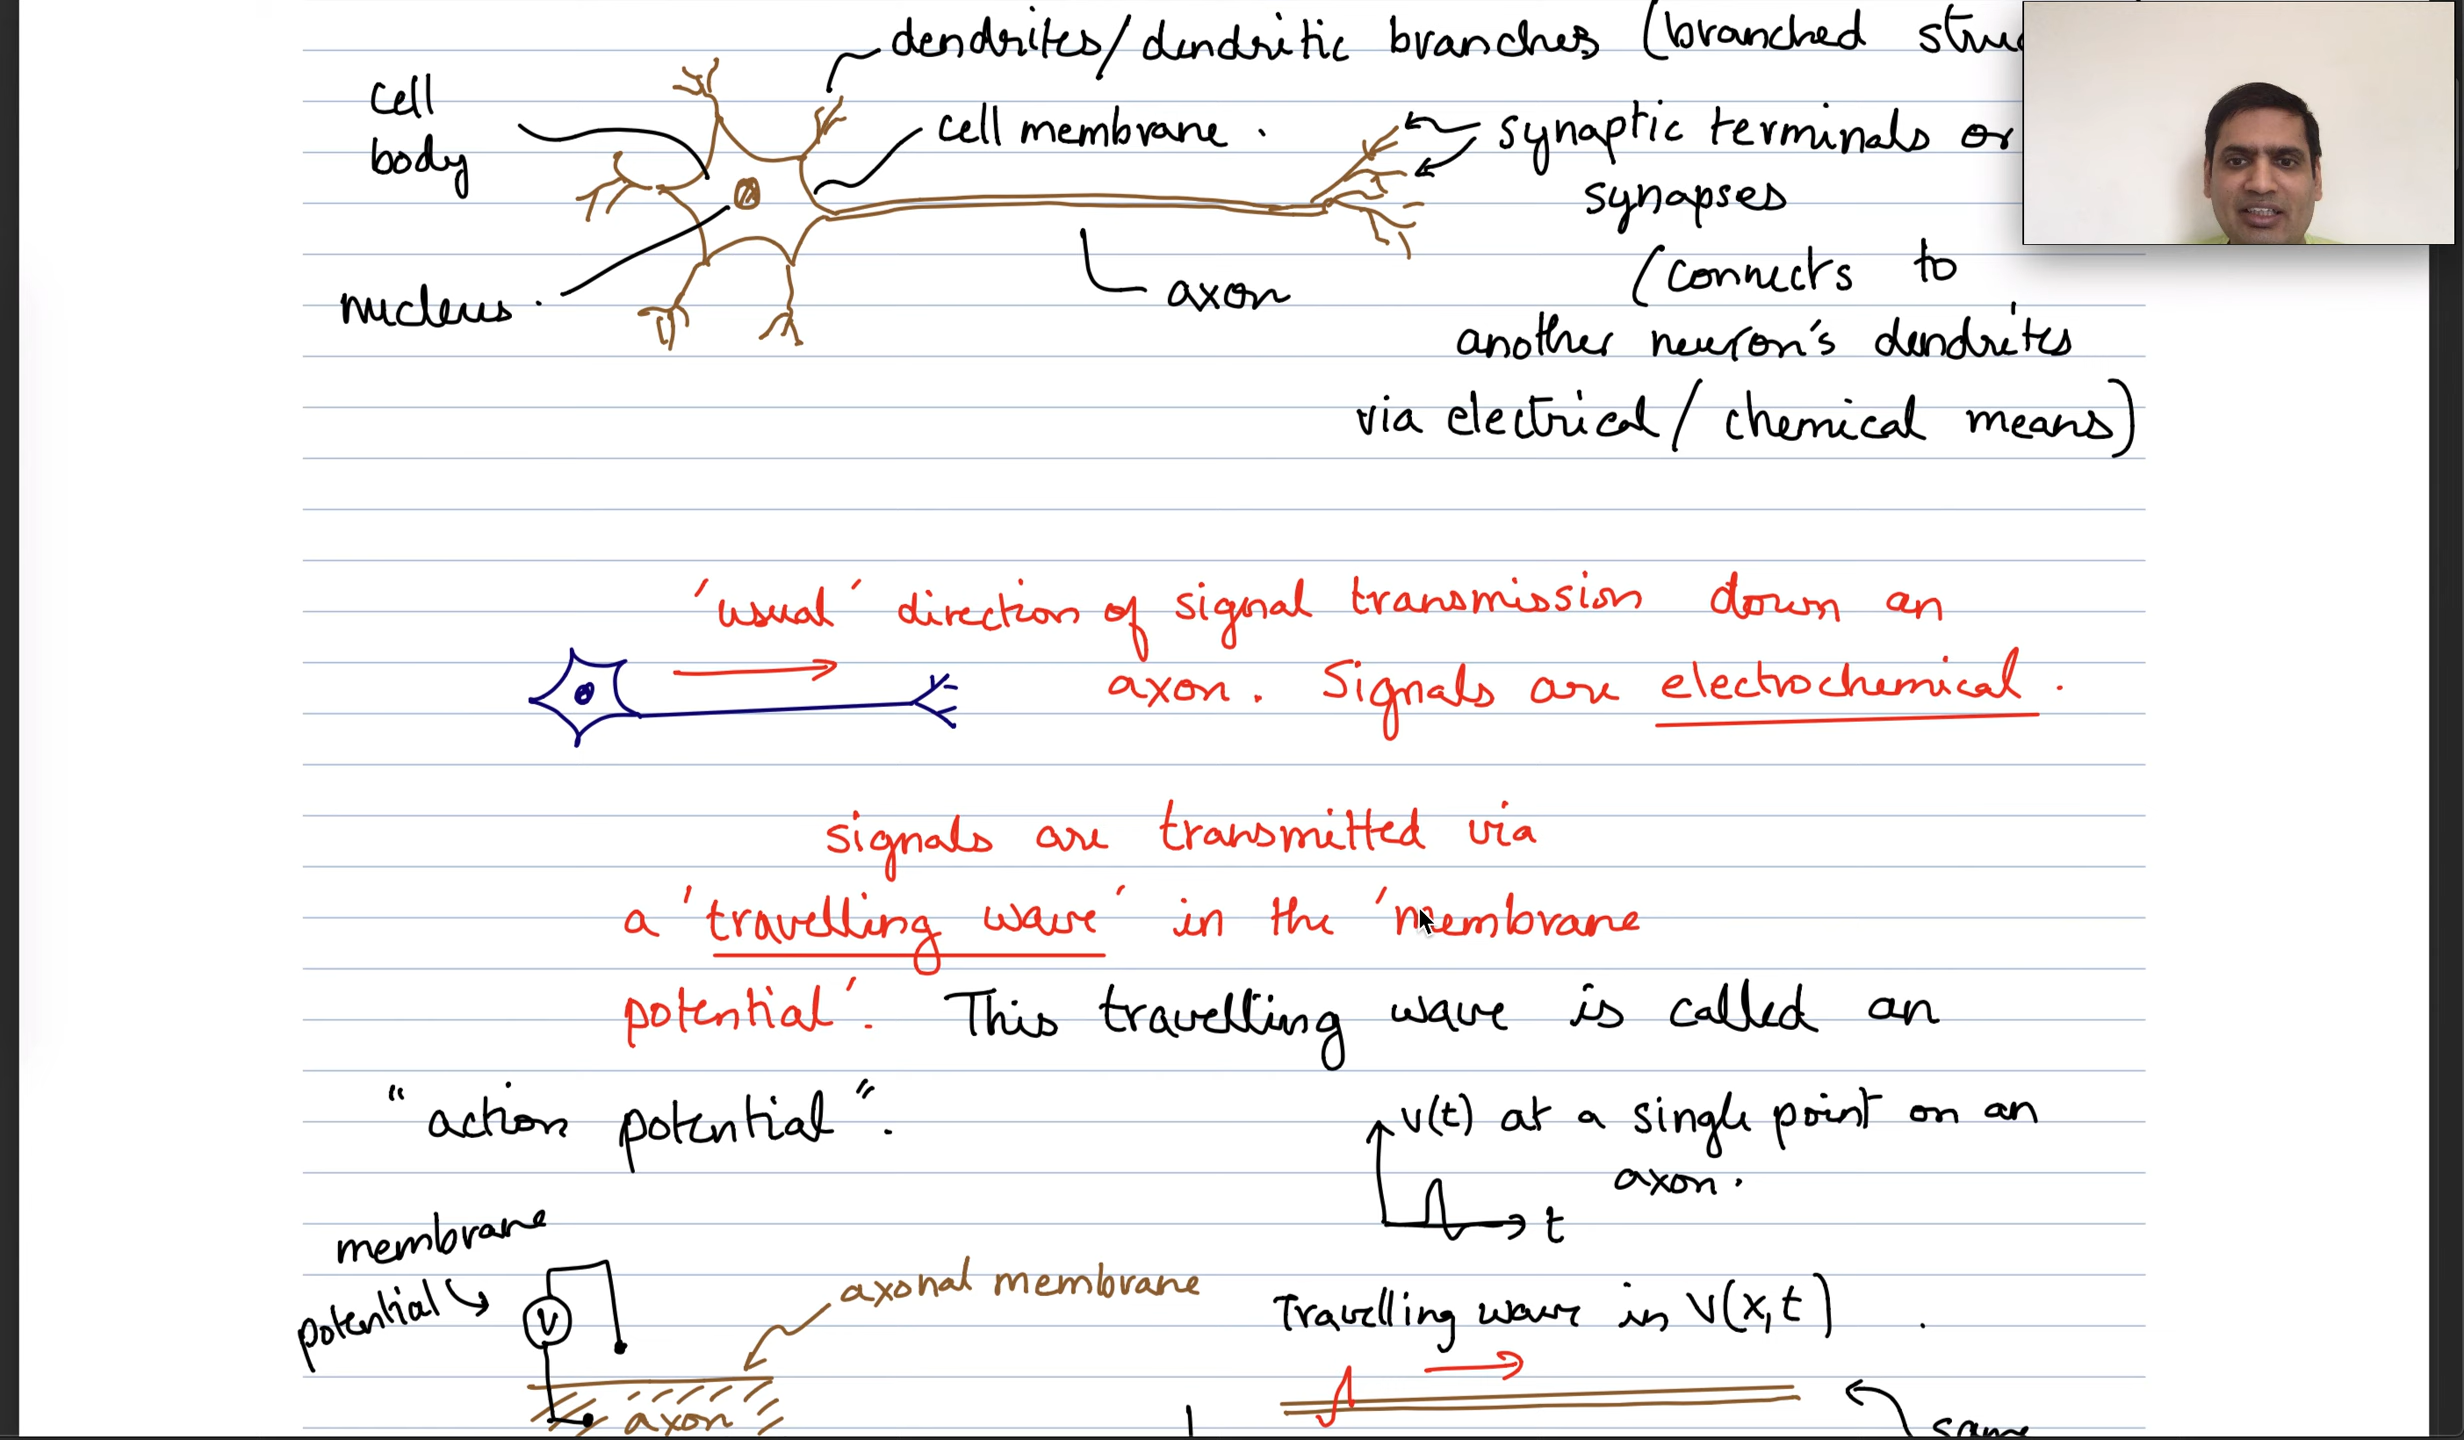 dendrites/dendritic branches (branched
cell
body
cell membrane.
synaptic terminals or
synapses
nucleus.
axon
(connects to
another neuron's dendrites
via electrical/chemical means)
'usual' direction of signal transmission down an
axon. Signals are electrochemical.
signals are transmitted via
a 'travelling wave' in the 'membrane
potential'. This travelling wave is called an
"action potential".
V(t) at a single point on an
axon.
t
membrane
potential
V
axonal membrane
axon
Travelling wave in V(x,t).
same